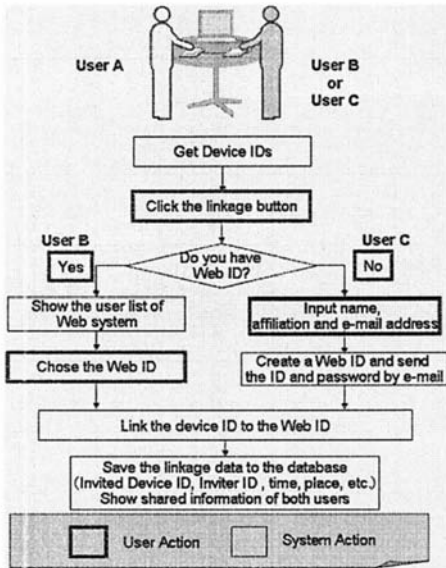 User A
User B
or
User C
Get Device IDs
Click the linkage button
User B
User C
Yes
Do you have
Web ID?
No
Show the user list of
Web system
Input name,
affiliation and e-mail address
Chose the Web ID
Create a Web ID and send
the ID and password by e-mail
Link the device ID to the Web ID
Save the linkage data to the database
(Invited Device ID, Inviter ID , time, place, etc.)
Show shared information of both users
User Action
System Action